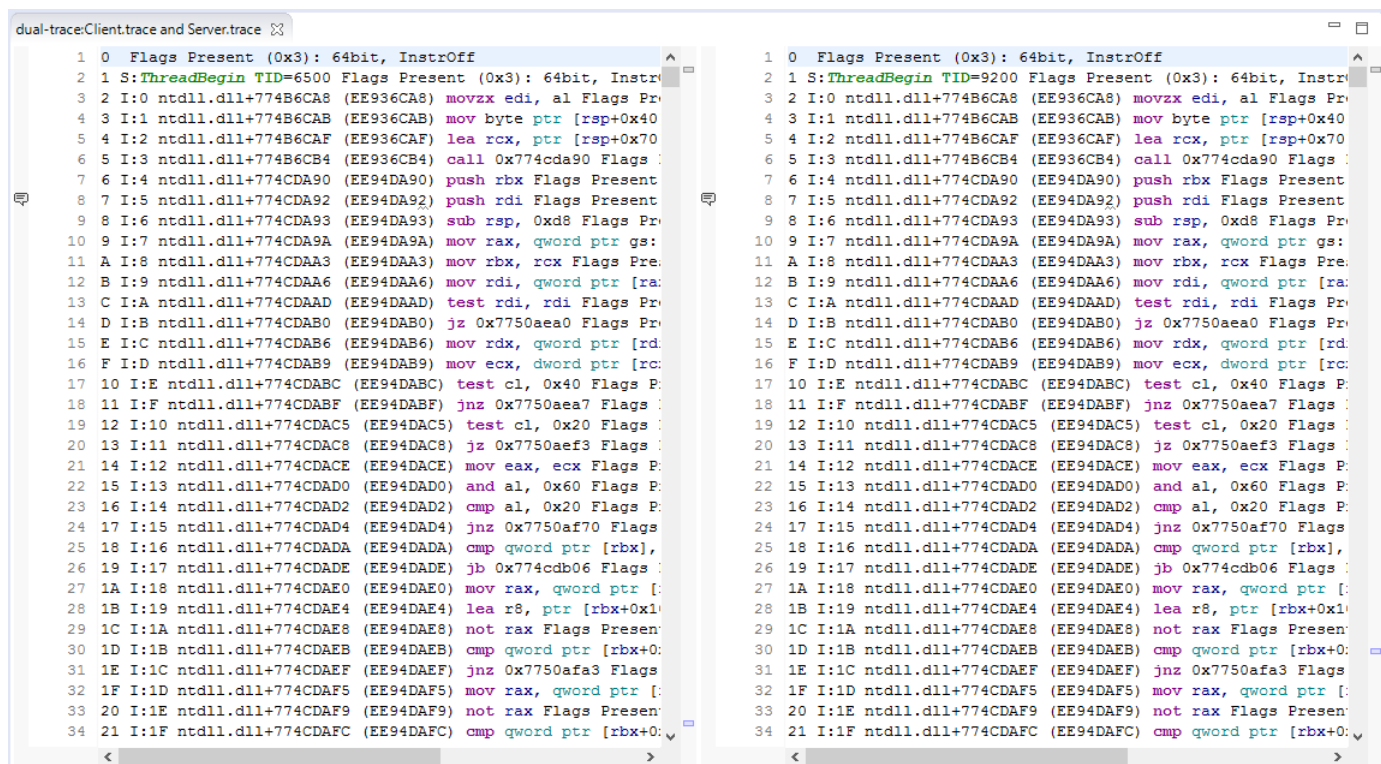 dual-trace:Client.trace and Server.trace
1 0 Flags Present (0x3): 64bit, InstrOff
2 1 S:ThreadBegin TID=6500 Flags Present (0x3): 64bit, Instr
3 2 I:0 ntdll.dll+774B6CA8 (EE936CA8) movzx edi, al Flags Pr
4 3 I:1 ntdll.dll+774B6CAB (EE936CAB) mov byte ptr [rsp+0x40
5 4 I:2 ntdll.dll+774B6CAF (EE936CAF) lea rcx, ptr [rsp+0x70
6 5 I:3 ntdll.dll+774B6CB4 (EE936CB4) call 0x774cda90 Flags
7 6 I:4 ntdll.dll+774CDA90 (EE94DA90) push rbx Flags Present
8 7 I:5 ntdll.dll+774CDA92 (EE94DA92) push rdi Flags Present
9 8 I:6 ntdll.dll+774CDA93 (EE94DA93) sub rsp, 0xd8 Flags Pr
10 9 I:7 ntdll.dll+774CDA9A (EE94DA9A) mov rax, qword ptr gs:
11 A I:8 ntdll.dll+774CDAA3 (EE94DAA3) mov rbx, rcx Flags Pre
12 B I:9 ntdll.dll+774CDAA6 (EE94DAA6) mov rdi, qword ptr [ra
13 C I:A ntdll.dll+774CDAAD (EE94DAAD) test rdi, rdi Flags Pr
14 D I:B ntdll.dll+774CDAB0 (EE94DAB0) jz 0x7750aea0 Flags Pr
15 E I:C ntdll.dll+774CDAB6 (EE94DAB6) mov rdx, qword ptr [rd
16 F I:D ntdll.dll+774CDAB9 (EE94DAB9) mov ecx, dword ptr [rc
17 10 I:E ntdll.dll+774CDABC (EE94DABC) test cl, 0x40 Flags P
18 11 I:F ntdll.dll+774CDABF (EE94DABF) jnz 0x7750aea7 Flags
19 12 I:10 ntdll.dll+774CDAC5 (EE94DAC5) test cl, 0x20 Flags
20 13 I:11 ntdll.dll+774CDAC8 (EE94DAC8) jz 0x7750aef3 Flags
21 14 I:12 ntdll.dll+774CDACE (EE94DACE) mov eax, ecx Flags P
22 15 I:13 ntdll.dll+774CDAD0 (EE94DAD0) and al, 0x60 Flags P
23 16 I:14 ntdll.dll+774CDAD2 (EE94DAD2) cmp al, 0x20 Flags P
24 17 I:15 ntdll.dll+774CDAD4 (EE94DAD4) jnz 0x7750af70 Flags
25 18 I:16 ntdll.dll+774CDADA (EE94DADA) cmp qword ptr [rbx],
26 19 I:17 ntdll.dll+774CDADE (EE94DADE) jb 0x774cdb06 Flags
27 1A I:18 ntdll.dll+774CDAE0 (EE94DAE0) mov rax, qword ptr [
28 1B I:19 ntdll.dll+774CDAE4 (EE94DAE4) lea r8, ptr [rbx+0x1
29 1C I:1A ntdll.dll+774CDAE8 (EE94DAE8) not rax Flags Presen
30 1D I:1B ntdll.dll+774CDAEB (EE94DAEB) cmp qword ptr [rbx+0
31 1E I:1C ntdll.dll+774CDAEF (EE94DAEF) jnz 0x7750afa3 Flags
32 1F I:1D ntdll.dll+774CDAF5 (EE94DAF5) mov rax, qword ptr [
33 20 I:1E ntdll.dll+774CDAF9 (EE94DAF9) not rax Flags Presen
34 21 I:1F ntdll.dll+774CDAFC (EE94DAFC) cmp qword ptr [rbx+0
1 0 Flags Present (0x3): 64bit, InstrOff
2 1 S:ThreadBegin TID=9200 Flags Present (0x3): 64bit, Instr
3 2 I:0 ntdll.dll+774B6CA8 (EE936CA8) movzx edi, al Flags Pr
4 3 I:1 ntdll.dll+774B6CAB (EE936CAB) mov byte ptr [rsp+0x40
5 4 I:2 ntdll.dll+774B6CAF (EE936CAF) lea rcx, ptr [rsp+0x70
6 5 I:3 ntdll.dll+774B6CB4 (EE936CB4) call 0x774cda90 Flags
7 6 I:4 ntdll.dll+774CDA90 (EE94DA90) push rbx Flags Present
8 7 I:5 ntdll.dll+774CDA92 (EE94DA92) push rdi Flags Present
9 8 I:6 ntdll.dll+774CDA93 (EE94DA93) sub rsp, 0xd8 Flags Pr
10 9 I:7 ntdll.dll+774CDA9A (EE94DA9A) mov rax, qword ptr gs:
11 A I:8 ntdll.dll+774CDAA3 (EE94DAA3) mov rbx, rcx Flags Pre
12 B I:9 ntdll.dll+774CDAA6 (EE94DAA6) mov rdi, qword ptr [ra
13 C I:A ntdll.dll+774CDAAD (EE94DAAD) test rdi, rdi Flags Pr
14 D I:B ntdll.dll+774CDAB0 (EE94DAB0) jz 0x7750aea0 Flags Pr
15 E I:C ntdll.dll+774CDAB6 (EE94DAB6) mov rdx, qword ptr [rd
16 F I:D ntdll.dll+774CDAB9 (EE94DAB9) mov ecx, dword ptr [rc
17 10 I:E ntdll.dll+774CDABC (EE94DABC) test cl, 0x40 Flags P
18 11 I:F ntdll.dll+774CDABF (EE94DABF) jnz 0x7750aea7 Flags
19 12 I:10 ntdll.dll+774CDAC5 (EE94DAC5) test cl, 0x20 Flags
20 13 I:11 ntdll.dll+774CDAC8 (EE94DAC8) jz 0x7750aef3 Flags
21 14 I:12 ntdll.dll+774CDACE (EE94DACE) mov eax, ecx Flags P
22 15 I:13 ntdll.dll+774CDAD0 (EE94DAD0) and al, 0x60 Flags P
23 16 I:14 ntdll.dll+774CDAD2 (EE94DAD2) cmp al, 0x20 Flags P
24 17 I:15 ntdll.dll+774CDAD4 (EE94DAD4) jnz 0x7750af70 Flags
25 18 I:16 ntdll.dll+774CDADA (EE94DADA) cmp qword ptr [rbx],
26 19 I:17 ntdll.dll+774CDADE (EE94DADE) jb 0x774cdb06 Flags
27 1A I:18 ntdll.dll+774CDAE0 (EE94DAE0) mov rax, qword ptr [
28 1B I:19 ntdll.dll+774CDAE4 (EE94DAE4) lea r8, ptr [rbx+0x1
29 1C I:1A ntdll.dll+774CDAE8 (EE94DAE8) not rax Flags Presen
30 1D I:1B ntdll.dll+774CDAEB (EE94DAEB) cmp qword ptr [rbx+0
31 1E I:1C ntdll.dll+774CDAEF (EE94DAEF) jnz 0x7750afa3 Flags
32 1F I:1D ntdll.dll+774CDAF5 (EE94DAF5) mov rax, qword ptr [
33 20 I:1E ntdll.dll+774CDAF9 (EE94DAF9) not rax Flags Presen
34 21 I:1F ntdll.dll+774CDAFC (EE94DAFC) cmp qword ptr [rbx+0